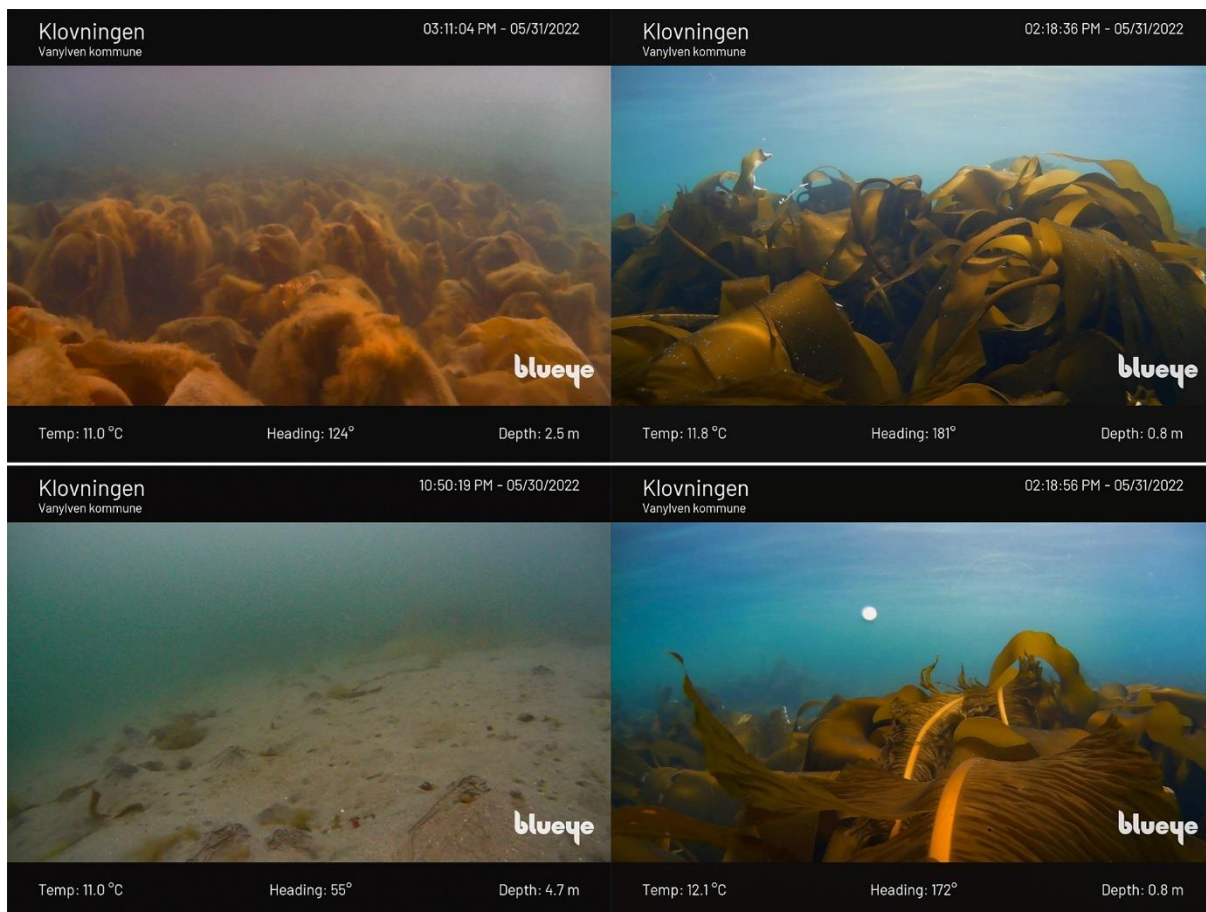 Klovningen
03:11:04 PM - 05/31/2022
Vanylven kommune
blueye
Temp: 11.0 °C
Heading: 124°
Depth: 2.5 m
Klovningen
02:18:36 PM - 05/31/2022
Vanylven kommune
blueye
Temp: 11.8 °C
Heading: 181°
Depth: 0.8 m
Klovningen
10:50:19 PM - 05/30/2022
Vanylven kommune
blueye
Temp: 11.0 °C
Heading: 55°
Depth: 4.7 m
Klovningen
02:18:56 PM - 05/31/2022
Vanylven kommune
blueye
Temp: 12.1 °C
Heading: 172°
Depth: 0.8 m